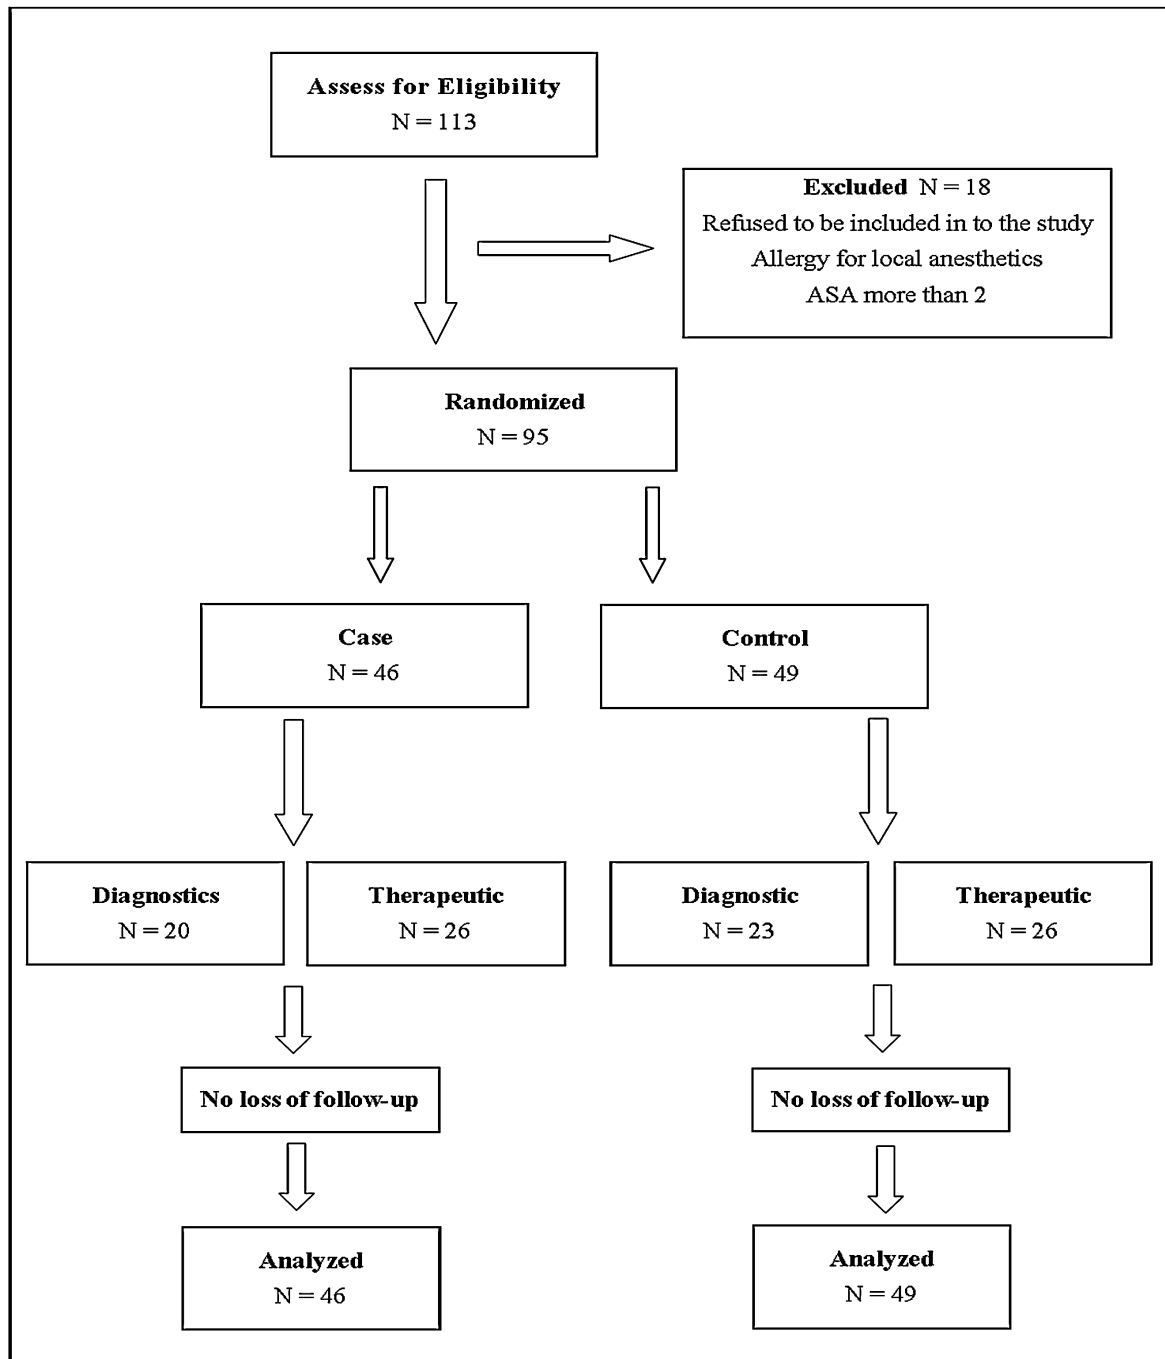 Assess for Eligibility
N = 113
Excluded N = 18
Refused to be included in to the study
Allergy for local anesthetics
ASA more than 2
Randomized
N = 95
Case
N = 46
Control
N = 49
Diagnostics
N = 20
Therapeutic
N = 26
Diagnostic
N = 23
Therapeutic
N = 26
No loss of follow-up
No loss of follow-up
Analyzed
N = 46
Analyzed
N = 49